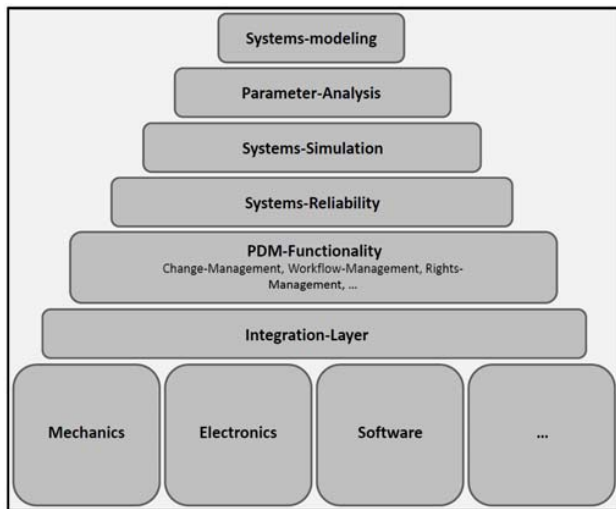 Systems-modeling
Parameter-Analysis
Systems-Simulation
Systems-Reliability
PDM-Functionality
Change-Management, Workflow-Management, Rights-
Management, ...
Integration-Layer
Mechanics
Electronics
Software
...